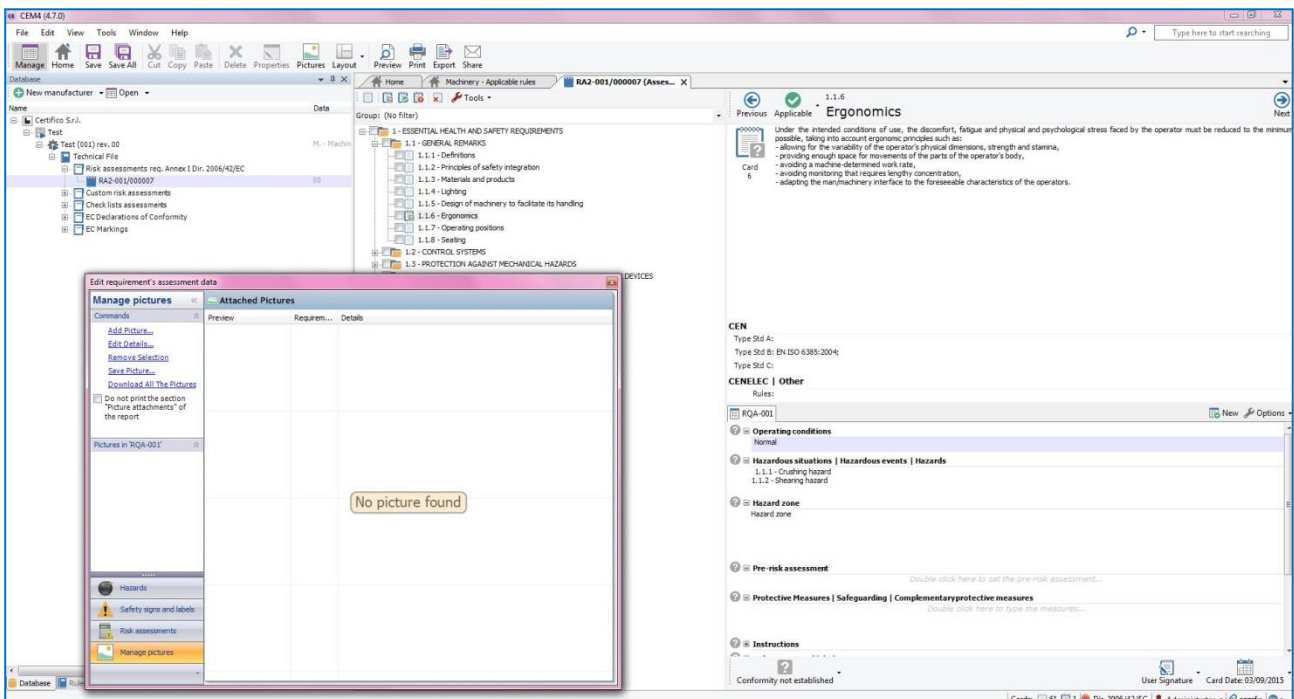 CEM4 (4.7.0)
File Edit View Tools Window Help
Type here to start searching
Manage Home Save Save All Cut Copy Paste Delete Properties Pictures Layout Preview Print Export Share
Database
New manufacturer Open
Name Data
Certifico S.r.l.
Test
Test (001) rev. 00 M. - Machin
Technical File
Risk assessments req. Annex I Dir. 2006/42/EC
RA2-001/000007 00
Custom risk assessments
Check lists assessments
EC Declarations of Conformity
EC Markings
Home Machinery - Applicable rules RA2-001/000007 (Asses... X
Tools
Group: (No filter)
1 - ESSENTIAL HEALTH AND SAFETY REQUIREMENTS
1.1 - GENERAL REMARKS
1.1.1 - Definitions
1.1.2 - Principles of safety integration
1.1.3 - Materials and products
1.1.4 - Lighting
1.1.5 - Design of machinery to facilitate its handling
1.1.6 - Ergonomics
1.1.7 - Operating positions
1.1.8 - Seating
1.2 - CONTROL SYSTEMS
1.3 - PROTECTION AGAINST MECHANICAL HAZARDS
DEVICES
Previous Applicable
1.1.6
Ergonomics
Next
Card
6
Under the intended conditions of use, the discomfort, fatigue and physical and psychological stress faced by the operator must be reduced to the minimum
possible, taking into account ergonomic principles such as:
- allowing for the variability of the operator's physical dimensions, strength and stamina,
- providing enough space for movements of the parts of the operator's body,
- avoiding a machine-determined work rate,
- avoiding monitoring that requires lengthy concentration,
- adapting the man/machinery interface to the foreseeable characteristics of the operators.
CEN
Type Std A:
Type Std B: EN ISO 6385:2004;
Type Std C:
CENELEC | Other
Rules:
RQA-001 New Options
Operating conditions
Normal
Hazardous situations | Hazardous events | Hazards
1.1.1 - Crushing hazard
1.1.2 - Shearing hazard
Hazard zone
Hazard zone
Pre-risk assessment
Double click here to set the pre-risk assessment...
Protective Measures | Safeguarding | Complementaryprotective measures
Double click here to type the measures...
Instructions
Conformity not established
User Signature Card Date: 03/09/2015
Edit requirement's assessment data
Manage pictures
Commands
Add Picture...
Edit Details...
Remove Selection
Save Picture...
Download All The Pictures
Do not print the section
"Picture attachments" of
the report
Pictures in 'RQA-001'
Hazards
Safety signs and labels
Risk assessments
Manage pictures
Attached Pictures
Preview Requirem... Details
No picture found
Database Rule